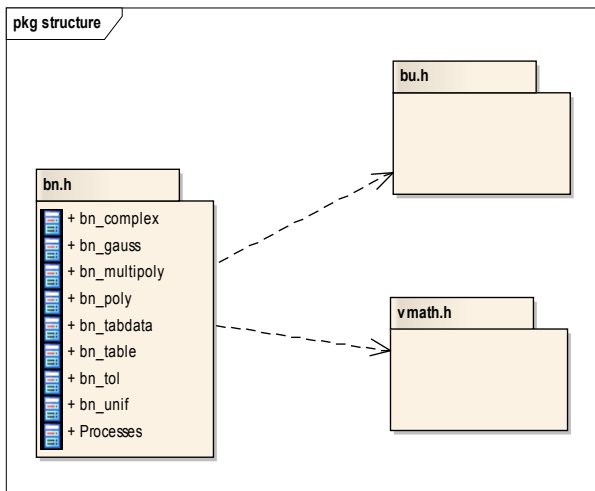 pkg structure
bu.h
bn.h
+ bn_complex
+ bn_gauss
+ bn_multipoly
+ bn_poly
+ bn_tabdata
+ bn_table
+ bn_tol
+ bn_unif
+ Processes
vmath.h